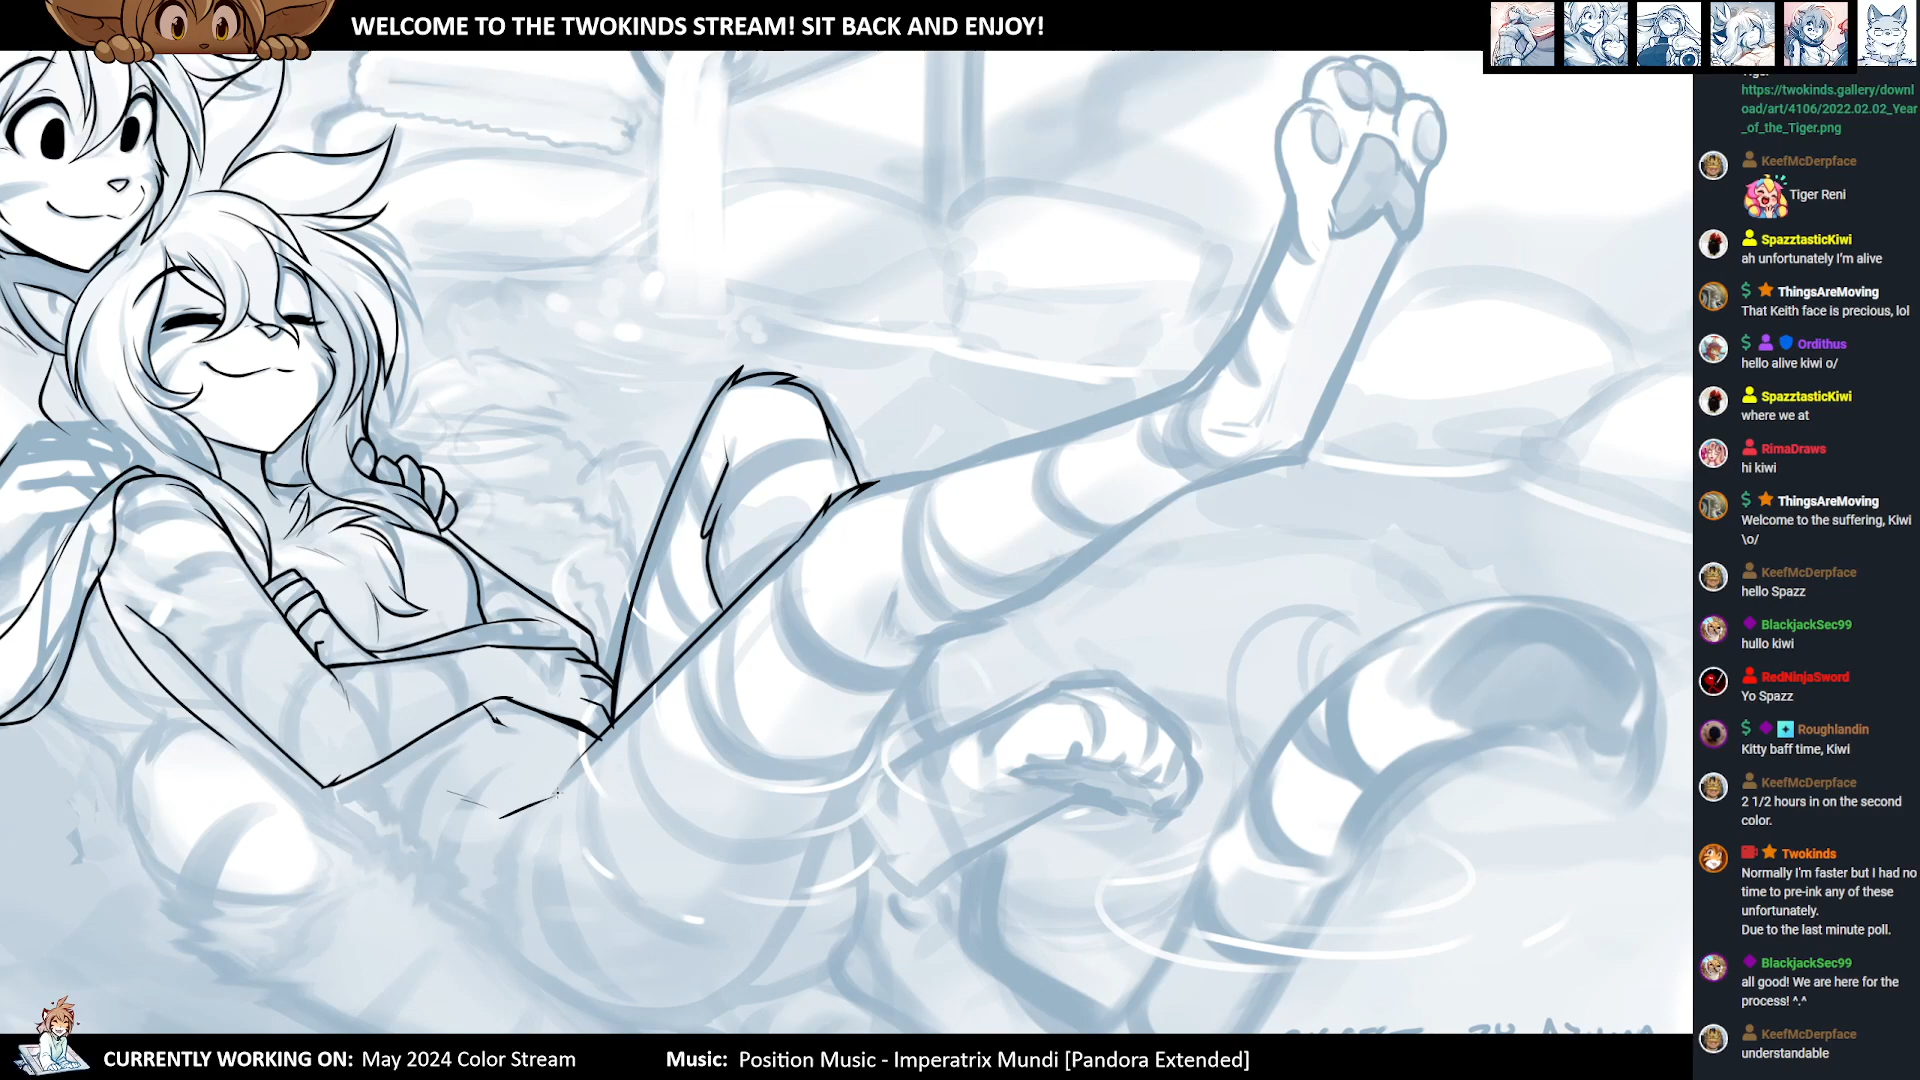 WELCOME TO THE TWOKINDS STREAM! SIT BACK AND ENJOY!
https://twokinds.gallery/downl
oad/art/4106/2022.02.02_Year
_of_the_Tiger.png
KeefMcDerpface
Tiger Reni
SpazztasticKiwi
ah unfortunately I'm alive
ThingsAreMoving
That Keith face is precious, lol
Ordithus
hello alive kiwi o/
SpazztasticKiwi
where we at
RimaDraws
hi kiwi
ThingsAreMoving
Welcome to the suffering, Kiwi
\o/
KeefMcDerpface
hello Spazz
BlackjackSec99
hullo kiwi
RedNinjaSword
Yo Spazz
Roughlandin
Kitty baff time, Kiwi
KeefMcDerpface
2 1/2 hours in on the second
color.
Twokinds
Normally I'm faster but I had no
time to pre-ink any of these
unfortunately.
Due to the last minute poll.
BlackjackSec99
all good! We are here for the
process! ^.^
KeefMcDerpface
understandable
CURRENTLY WORKING ON: May 2024 Color Stream
Music: Position Music - Imperatrix Mundi [Pandora Extended]